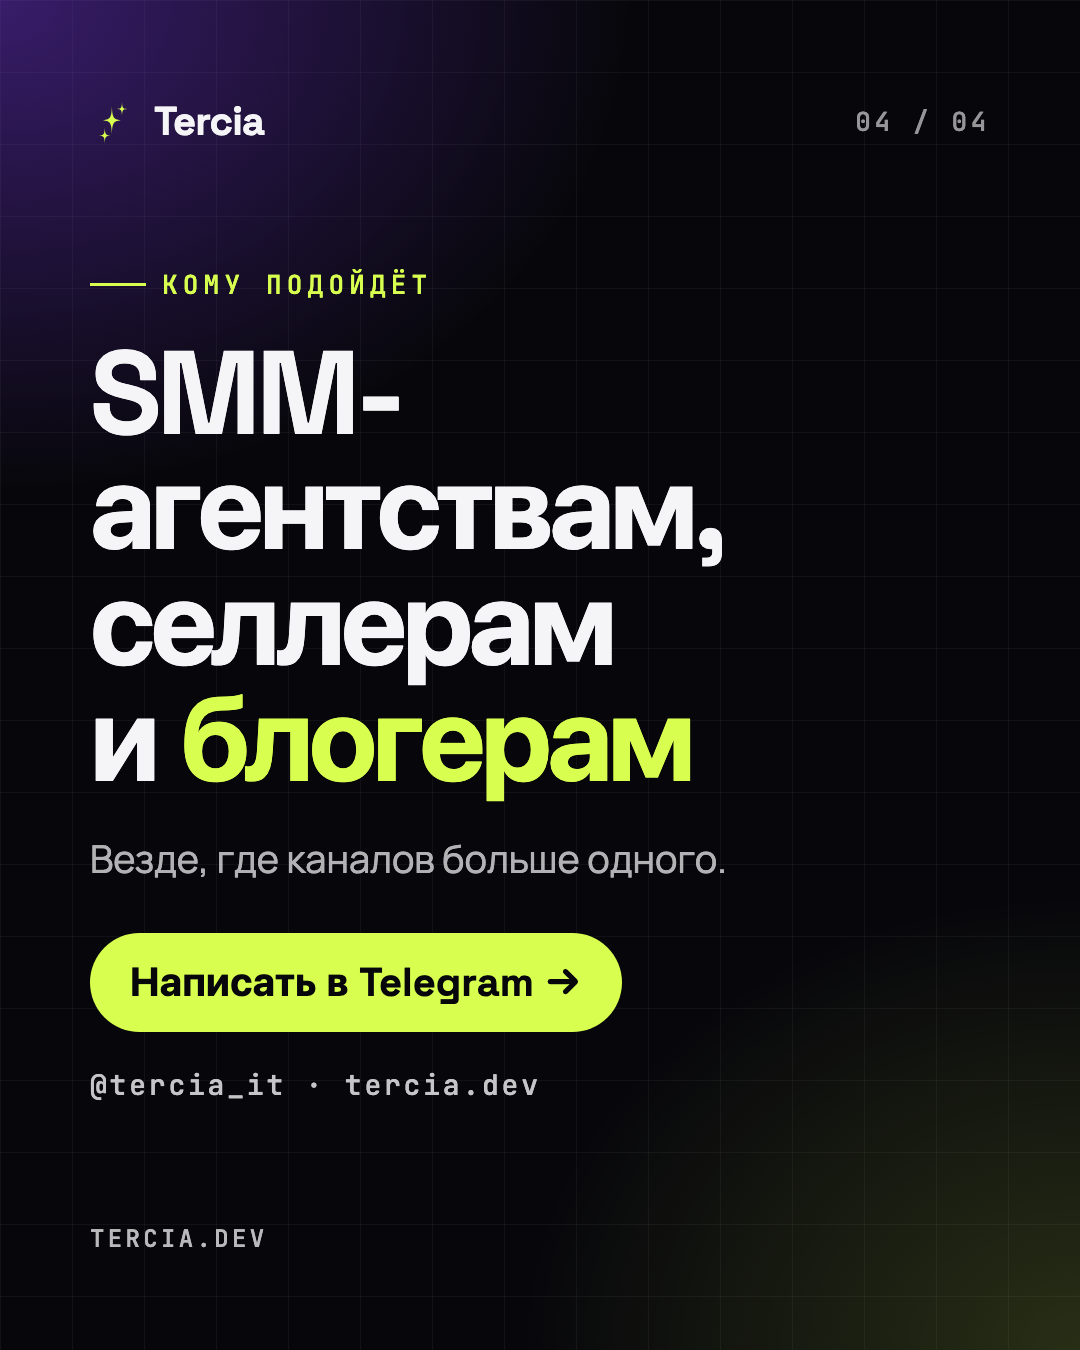 Tercia
04 / 04
КОМУ ПОДОЙДЁТ
SMM-
агентствам,
селлерам
и блогерам
Везде, где каналов больше одного.
Написать в Telegram →
@tercia_it · tercia.dev
TERCIA.DEV